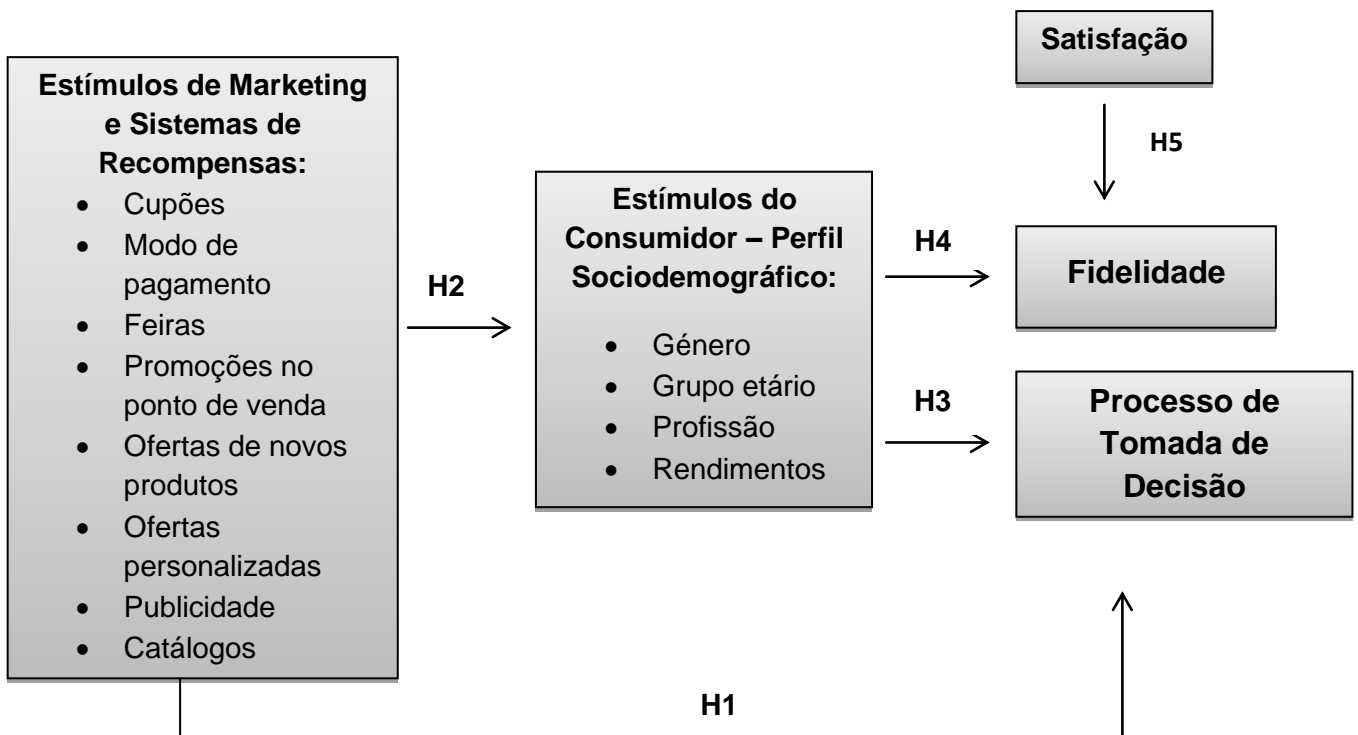 Estímulos de Marketing
e Sistemas de
Recompensas:
• Cupões
• Modo de
pagamento
• Feiras
• Promoções no
ponto de venda
• Ofertas de novos
produtos
• Ofertas
personalizadas
• Publicidade
• Catálogos
H2
Estímulos do
Consumidor – Perfil
Sociodemográfico:
• Género
• Grupo etário
• Profissão
• Rendimentos
H4
H3
Satisfação
H5
Fidelidade
Processo de
Tomada de
Decisão
H1